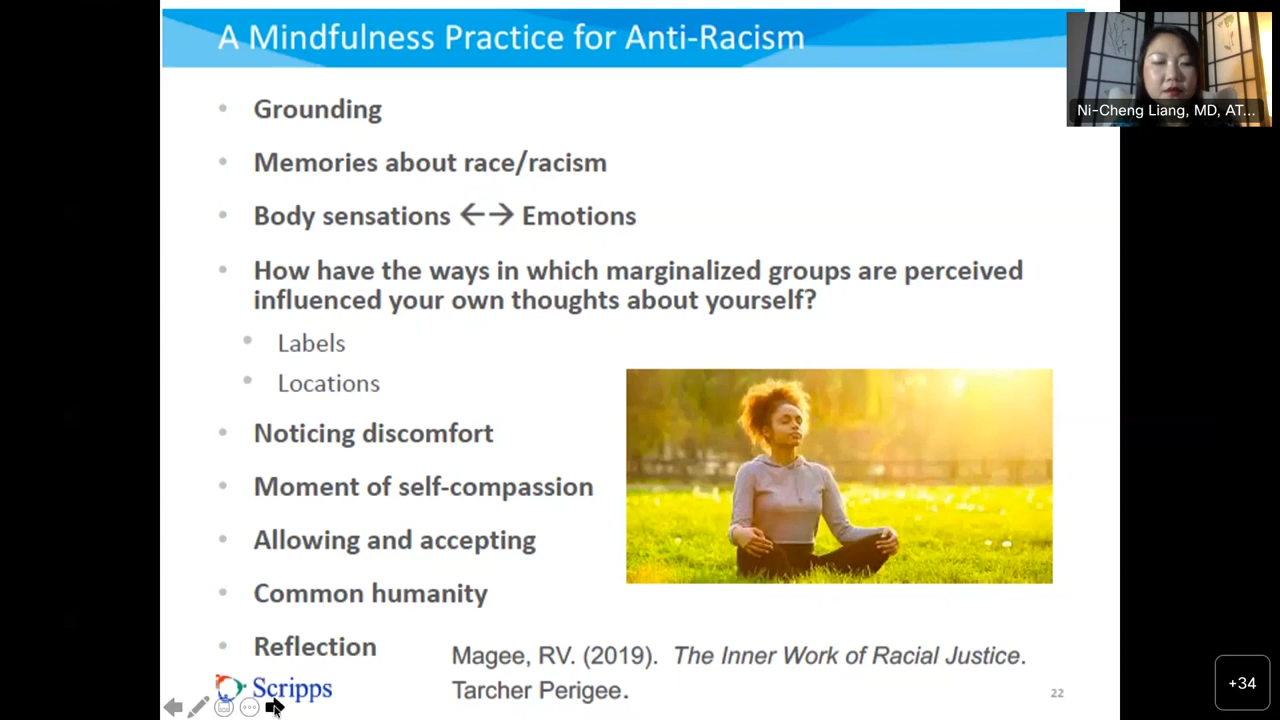 A Mindfulness Practice for Anti-Racism
Ni-Cheng Liang, MD, AT...
• Grounding
• Memories about race/racism
• Body sensations ←→ Emotions
• How have the ways in which marginalized groups are perceived
influenced your own thoughts about yourself?
• Labels
• Locations
• Noticing discomfort
• Moment of self-compassion
• Allowing and accepting
• Common humanity
• Reflection
Magee, RV. (2019). The Inner Work of Racial Justice.
Tarcher Perigee.
Scripps
22
+34